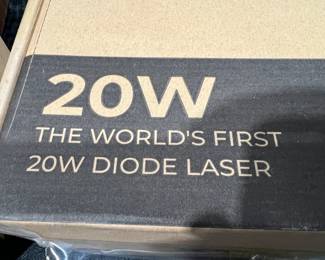 20W
THE WORLD'S FIRST
20W DIODE LASER